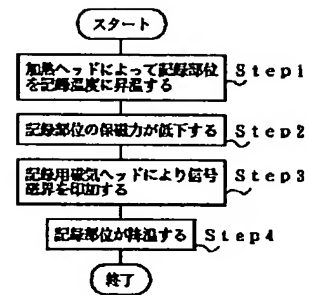 スタート
加熱ヘッドによって記録部位 Step1
を記録温度に昇温する
記録部位の保磁力が低下する Step2
記録用磁気ヘッドにより信号 Step3
磁界を印加する
記録部位が降温する Step4
終了